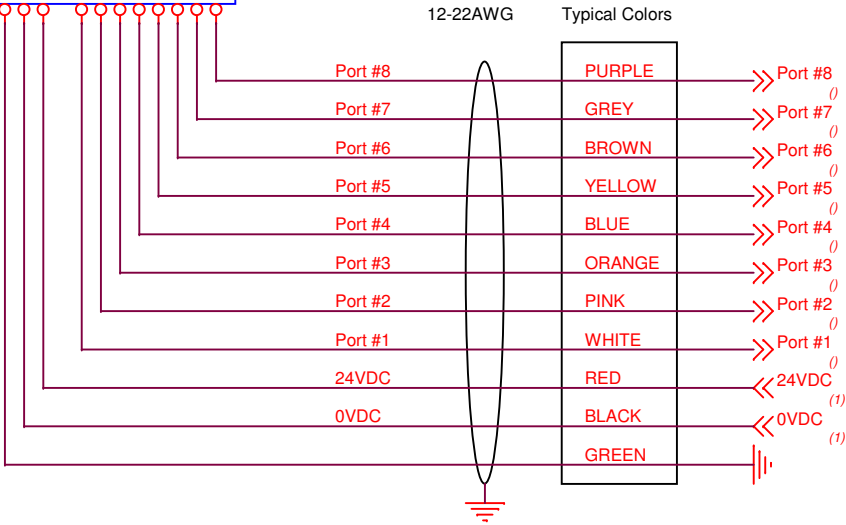 12-22AWG Typical Colors
Port #8 PURPLE Port #8
()
Port #7 GREY Port #7
()
Port #6 BROWN Port #6
()
Port #5 YELLOW Port #5
()
Port #4 BLUE Port #4
()
Port #3 ORANGE Port #3
()
Port #2 PINK Port #2
()
Port #1 WHITE Port #1
()
24VDC RED 24VDC
(1)
0VDC BLACK 0VDC
(1)
GREEN